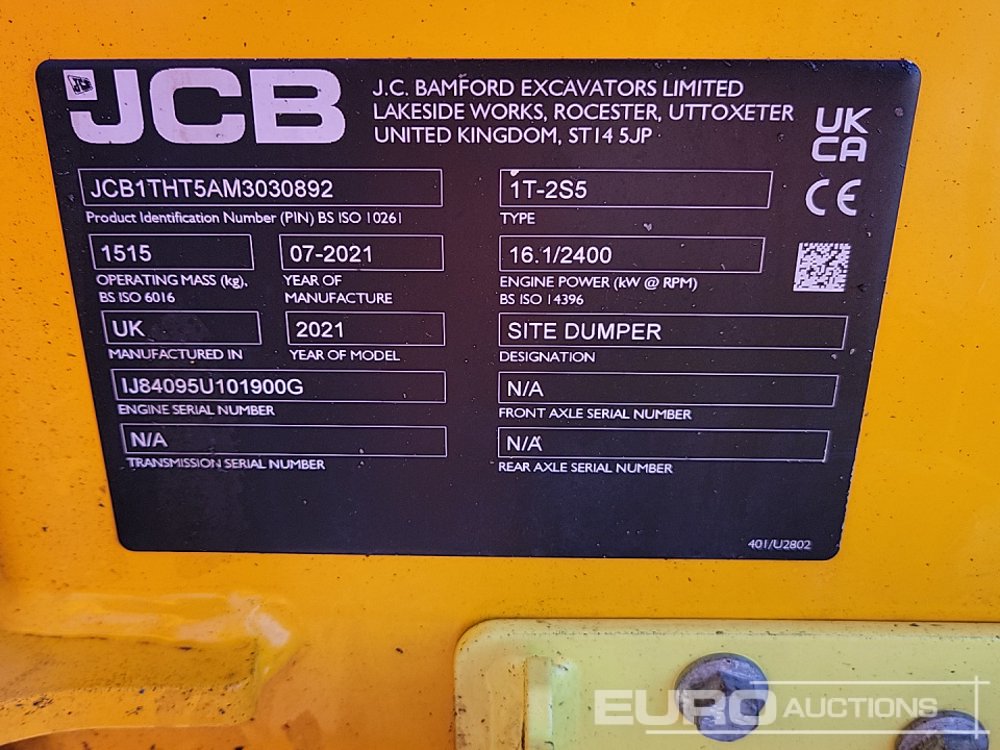 JCB
JCB
J.C. BAMFORD EXCAVATORS LIMITED
LAKESIDE WORKS, ROCESTER, UTTOXETER
UNITED KINGDOM, ST14 5JP
UK
CA
CE
JCB1THT5AM3030892
Product Identification Number (PIN) BS ISO 10261
1T-2S5
TYPE
1515
OPERATING MASS (kg),
BS ISO 6016
07-2021
YEAR OF
MANUFACTURE
16.1/2400
ENGINE POWER (kW @ RPM)
BS ISO 14396
UK
MANUFACTURED IN
2021
YEAR OF MODEL
SITE DUMPER
DESIGNATION
IJ84095U101900G
ENGINE SERIAL NUMBER
N/A
FRONT AXLE SERIAL NUMBER
N/A
TRANSMISSION SERIAL NUMBER
N/A
REAR AXLE SERIAL NUMBER
401/U2802
EURO AUCTIONS